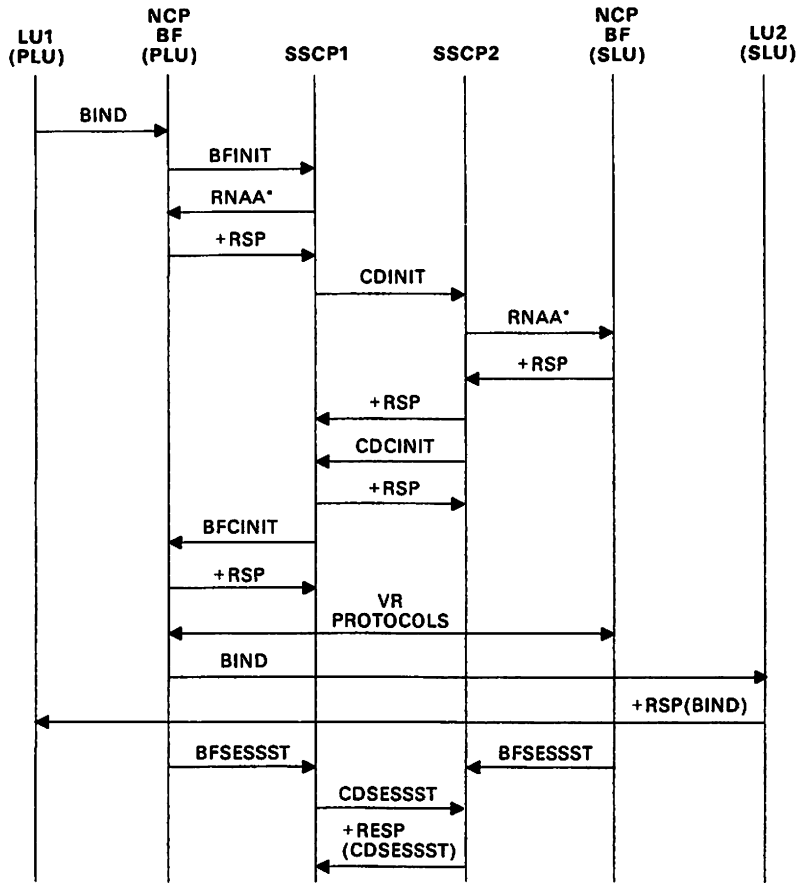 LU1
(PLU)
NCP
BF
(PLU)
SSCP1
SSCP2
NCP
BF
(SLU)
LU2
(SLU)
BIND
BFINIT
RNAA*
+RSP
CDINIT
RNAA*
+RSP
+RSP
CDCINIT
+RSP
BFCINIT
+RSP
VR
PROTOCOLS
BIND
+RSP(BIND)
BFSESSST
BFSESSST
CDSESSST
+RESP
(CDSESSST)